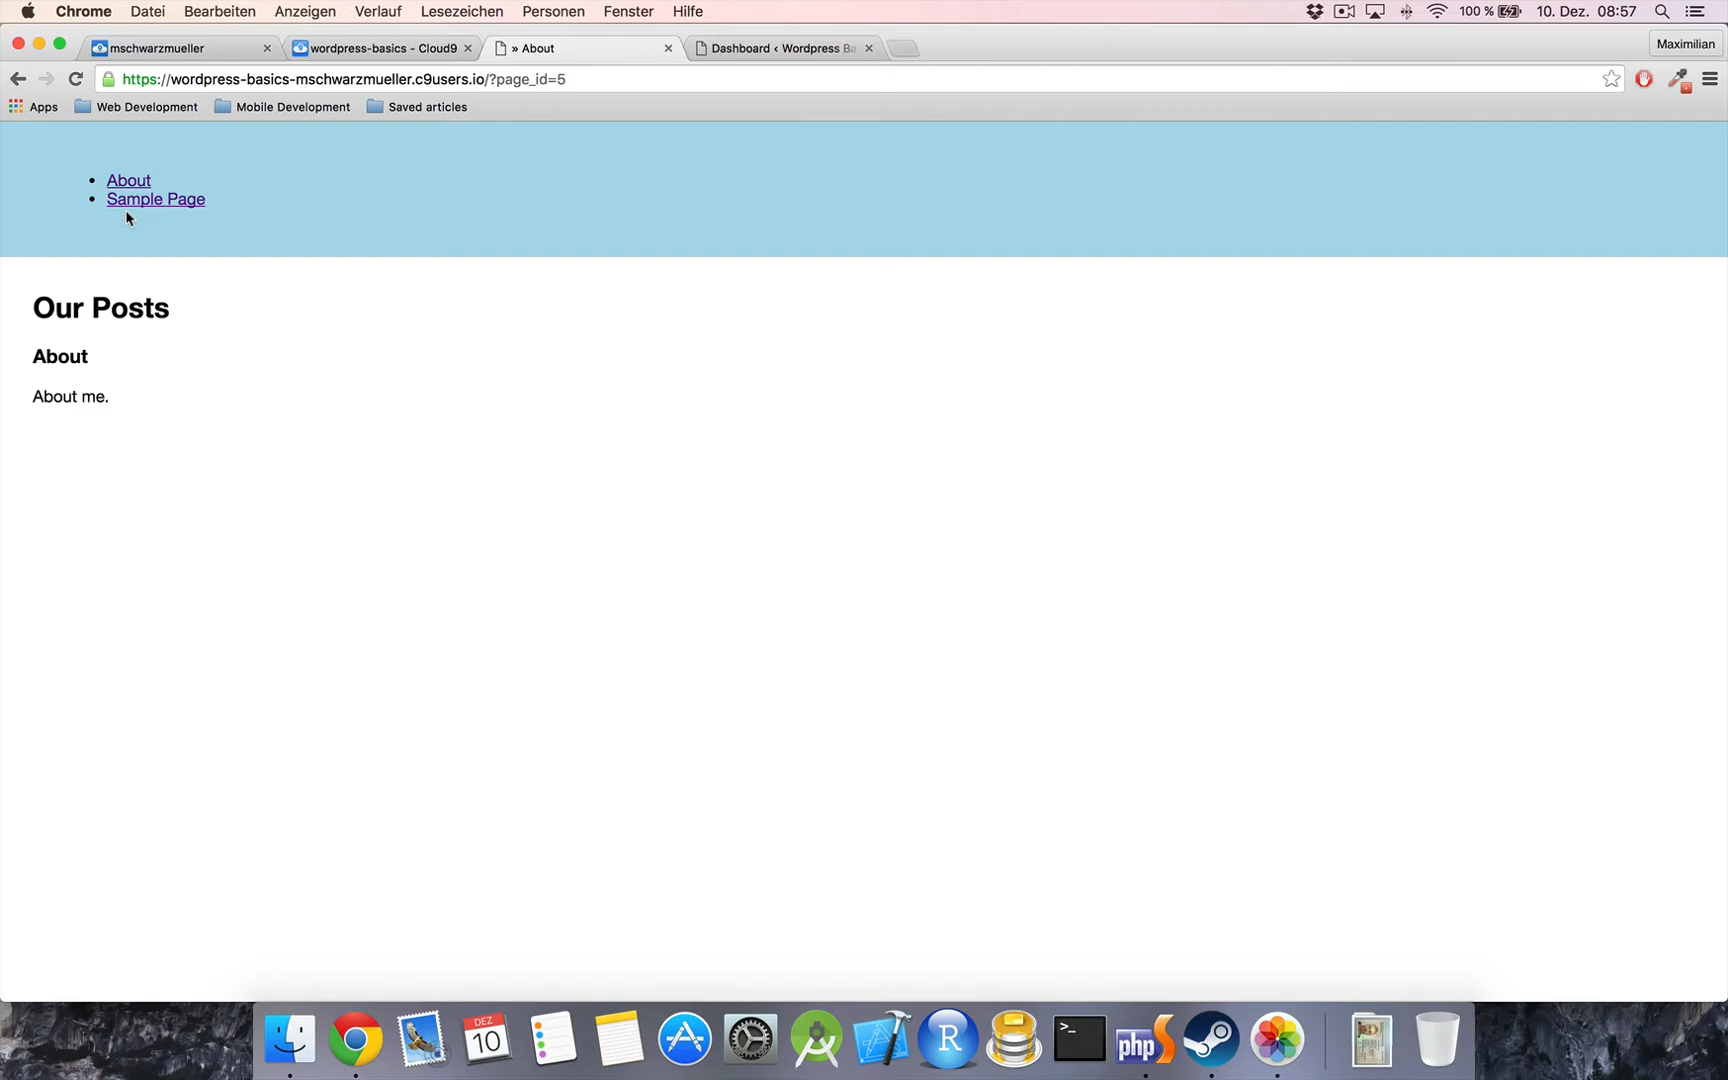 Chrome Datei Bearbeiten Anzeigen Verlauf Lesezeichen Personen Fenster Hilfe 100 % 10. Dez. 08:57
mschwarzmueller wordpress-basics - Cloud9 » About Dashboard ‹ Wordpress Ba Maximilian
https://wordpress-basics-mschwarzmueller.c9users.io/?page_id=5
Apps Web Development Mobile Development Saved articles
• About
• Sample Page
Our Posts
About
About me.
DEZ
10
R
>_
php